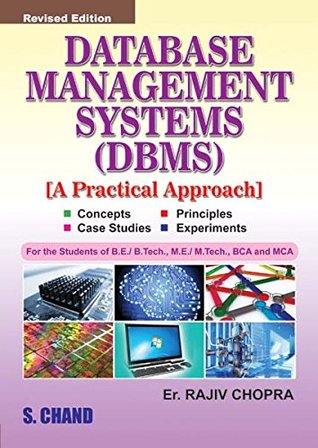 Revised Edition
DATABASE
MANAGEMENT
SYSTEMS
(DBMS)
[A Practical Approach]
Concepts Principles
Case Studies Experiments
For the Students of B.E./ B.Tech., M.E./ M.Tech., BCA and MCA
Er. RAJIV CHOPRA
S. CHAND